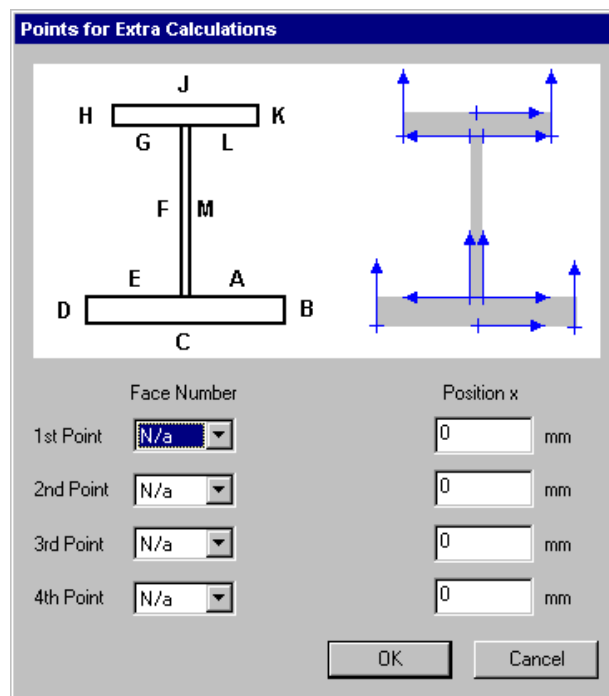 Points for Extra Calculations
J
H K
G L
F M
E A
D B
C
Face Number Position x
1st Point N/a 0 mm
2nd Point N/a 0 mm
3rd Point N/a 0 mm
4th Point N/a 0 mm
OK Cancel